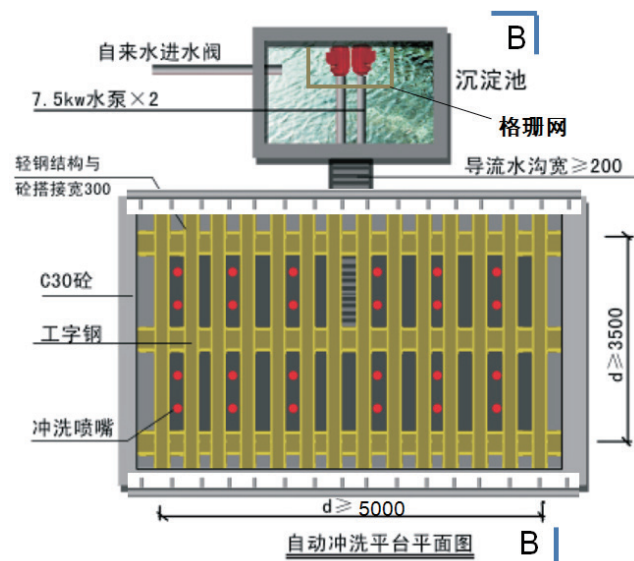 B
自来水进水阀
沉淀池
7.5kw水泵×2
格珊网
轻钢结构与
砼搭接宽300
导流水沟宽≥200
C30砼
工字钢
d≥3500
冲洗喷嘴
d≥ 5000
自动冲洗平台平面图
B